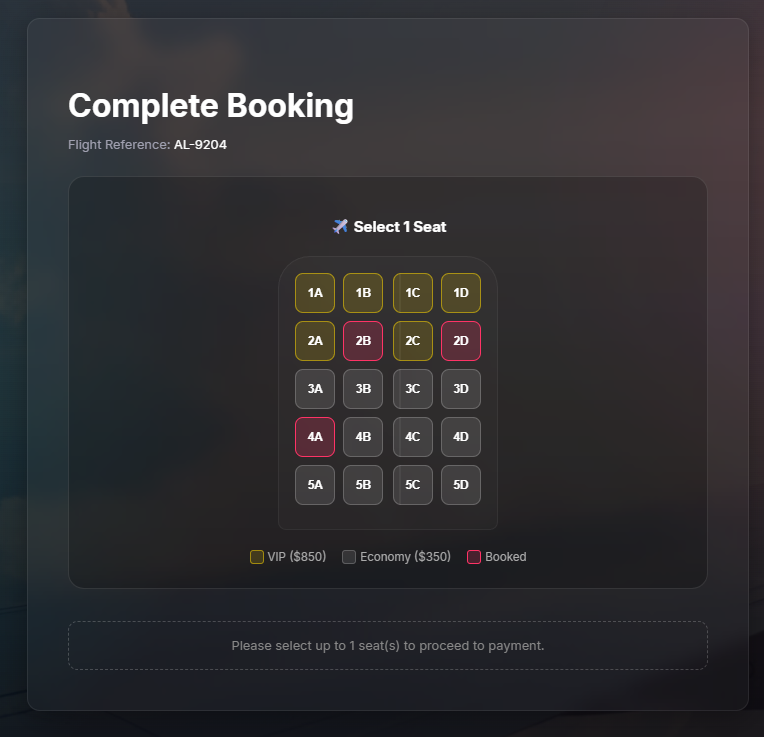 Complete Booking
Flight Reference: AL-9204
✈️ Select 1 Seat
1A 1B 1C 1D
2A 2B 2C 2D
3A 3B 3C 3D
4A 4B 4C 4D
5A 5B 5C 5D
VIP ($850) Economy ($350) Booked
Please select up to 1 seat(s) to proceed to payment.